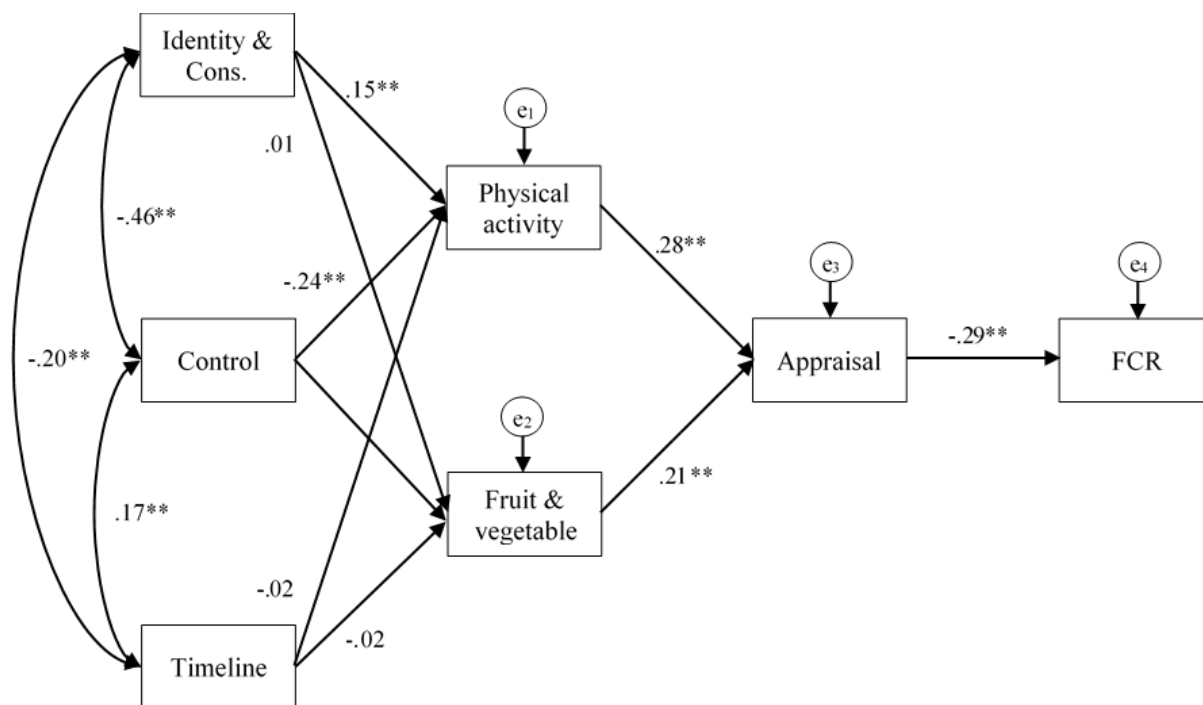 Identity &
Cons.
.15**
.01
e₁
Physical
activity
-.46**
-.24**
.28**
e₃
e₄
-.20**
Control
Appraisal
-.29**
FCR
e₂
.21**
Fruit &
vegetable
.17**
-.02
-.02
Timeline